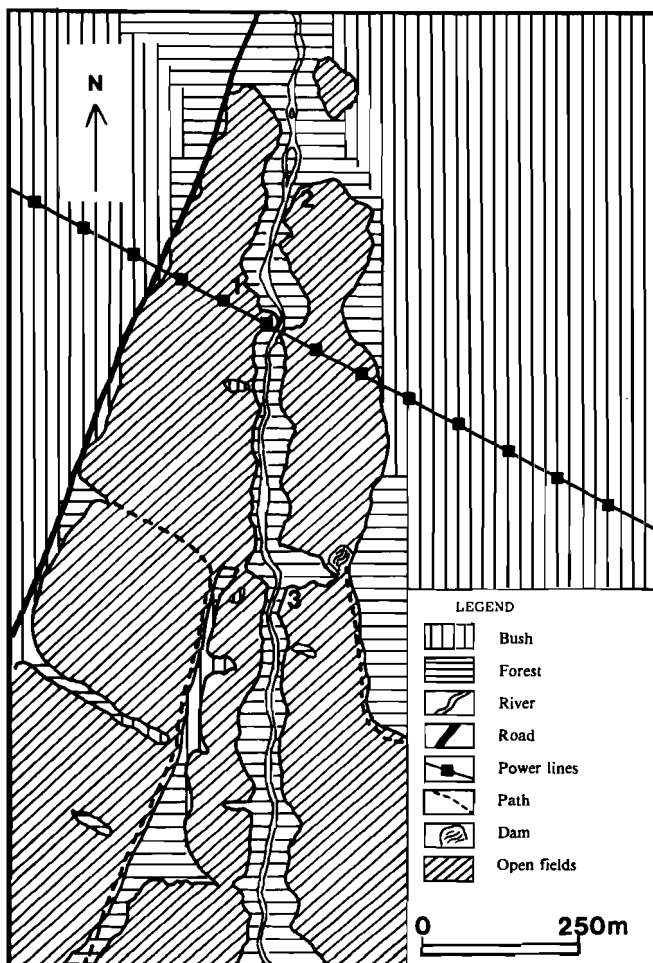 N
2
1
3
LEGEND
Bush
Forest
River
Road
Power lines
Path
Dam
Open fields
0 250m